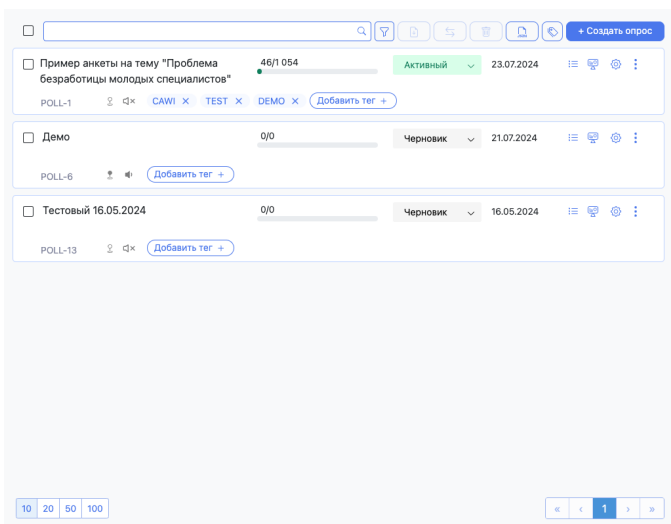 + Создать опрос
Пример анкеты на тему "Проблема
безработицы молодых специалистов"
46/1 054
Активный
23.07.2024
POLL-1
CAWI × TEST × DEMO × Добавить тег +
Демо
0/0
Черновик
21.07.2024
POLL-6
Добавить тег +
Тестовый 16.05.2024
0/0
Черновик
16.05.2024
POLL-13
Добавить тег +
10 20 50 100
« ‹ 1 › »